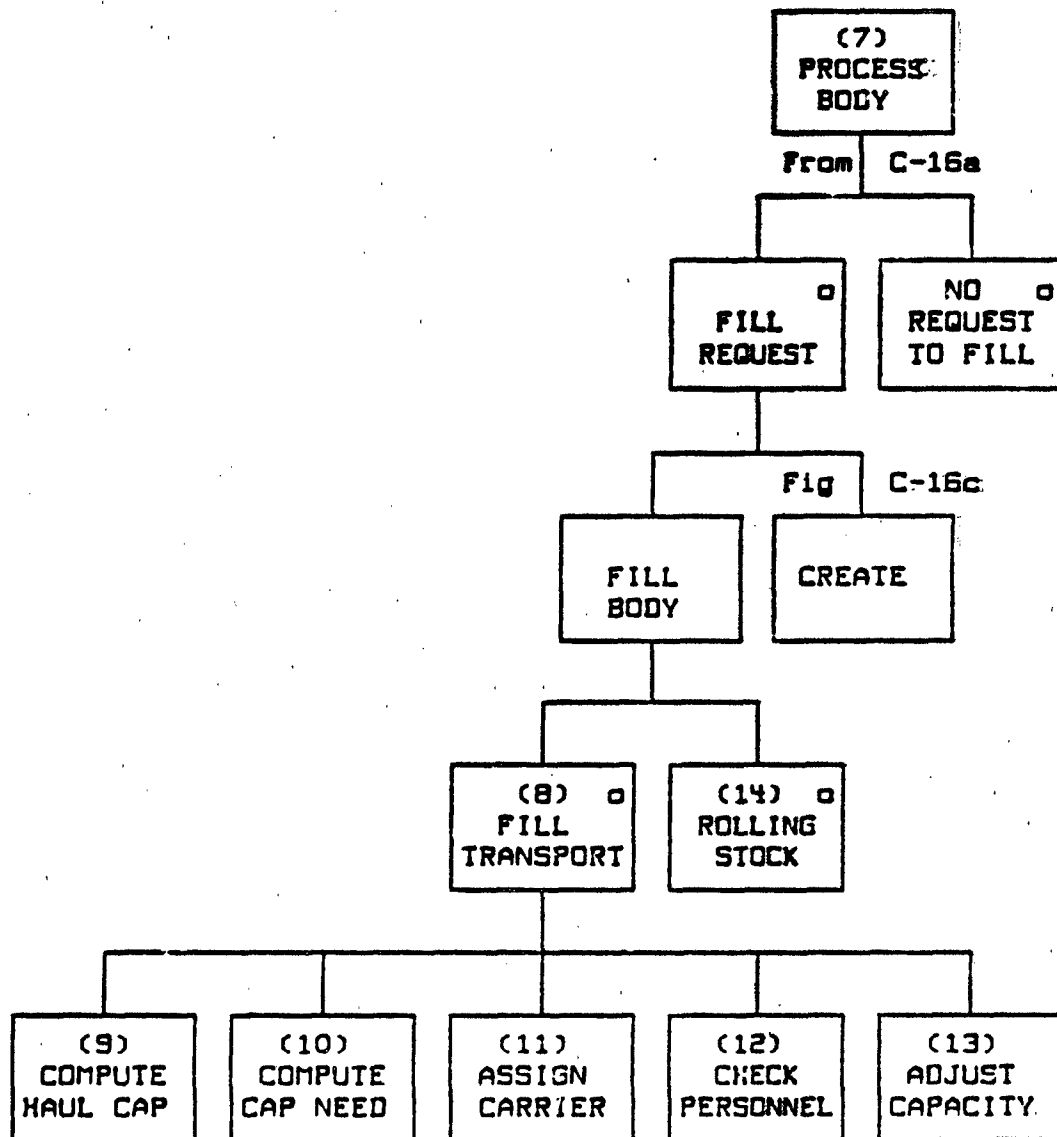 (7)
PROCESS
BODY
From C-16a
FILL
REQUEST
NO
REQUEST
TO FILL
Fig C-16c
FILL
BODY
CREATE
(8)
FILL
TRANSPORT
(14)
ROLLING
STOCK
(9)
COMPUTE
HAUL CAP
(10)
COMPUTE
CAP NEED
(11)
ASSIGN
CARRIER
(12)
CHECK
PERSONNEL
(13)
ADJUST
CAPACITY